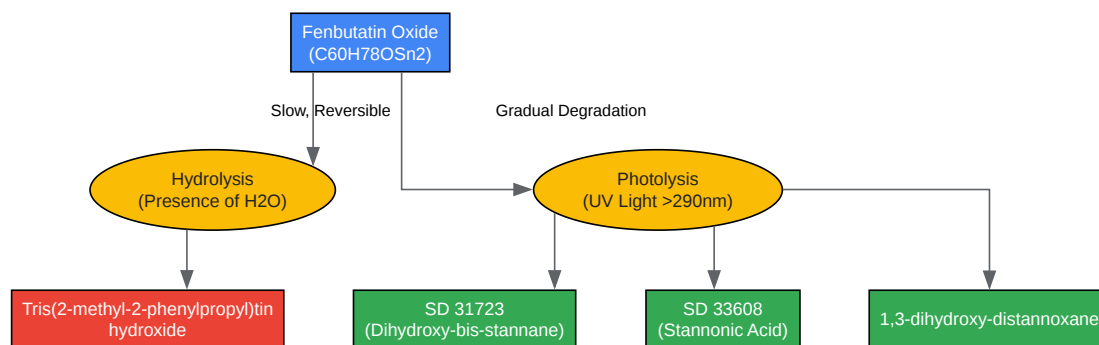 Fenbutatin Oxide
(C60H78OSn2)
Slow, Reversible
Gradual Degradation
Hydrolysis
(Presence of H2O)
Photolysis
(UV Light >290nm)
Tris(2-methyl-2-phenylpropyl)tin
hydroxide
SD 31723
(Dihydroxy-bis-stannane)
SD 33608
(Stannonic Acid)
1,3-dihydroxy-distannoxane